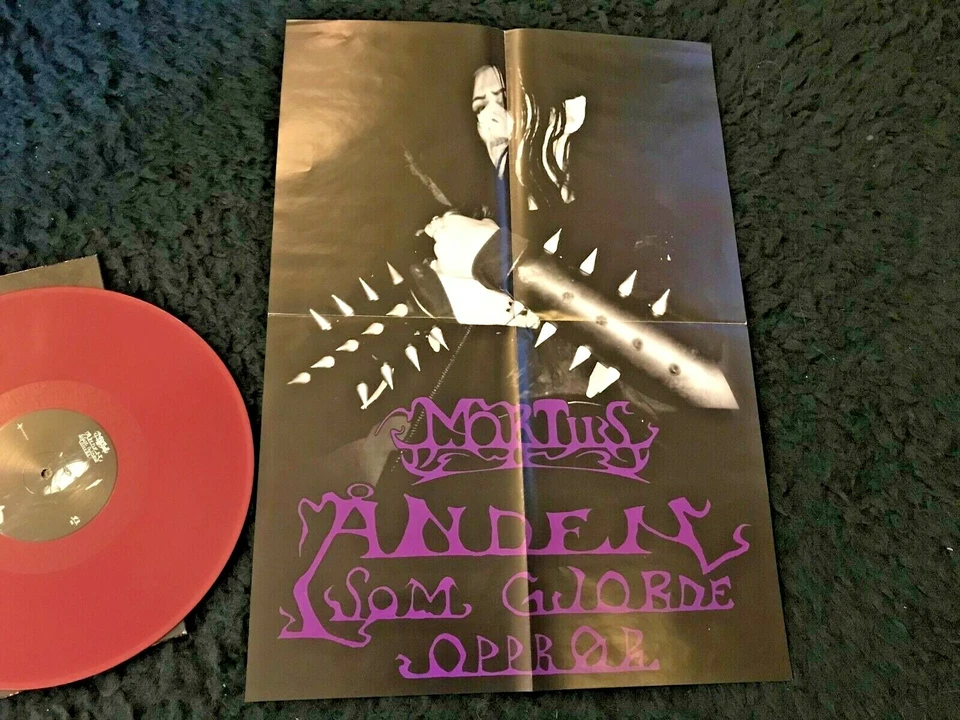 MORTIIS
ÅNDEN
SOM GJORDE
OPPRØR